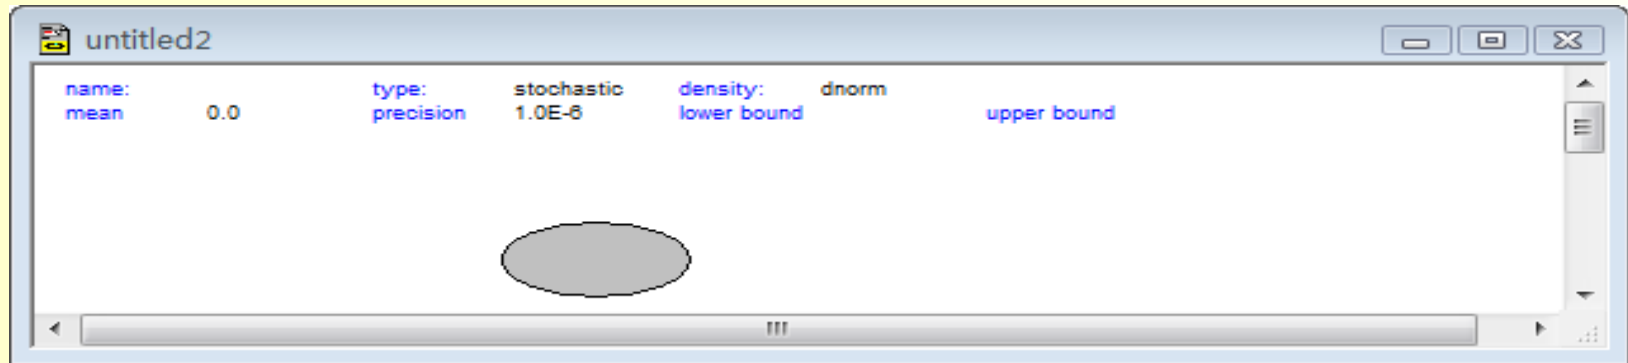 untitled2
name: type: stochastic density: dnorm
mean 0.0 precision 1.0E-6 lower bound upper bound